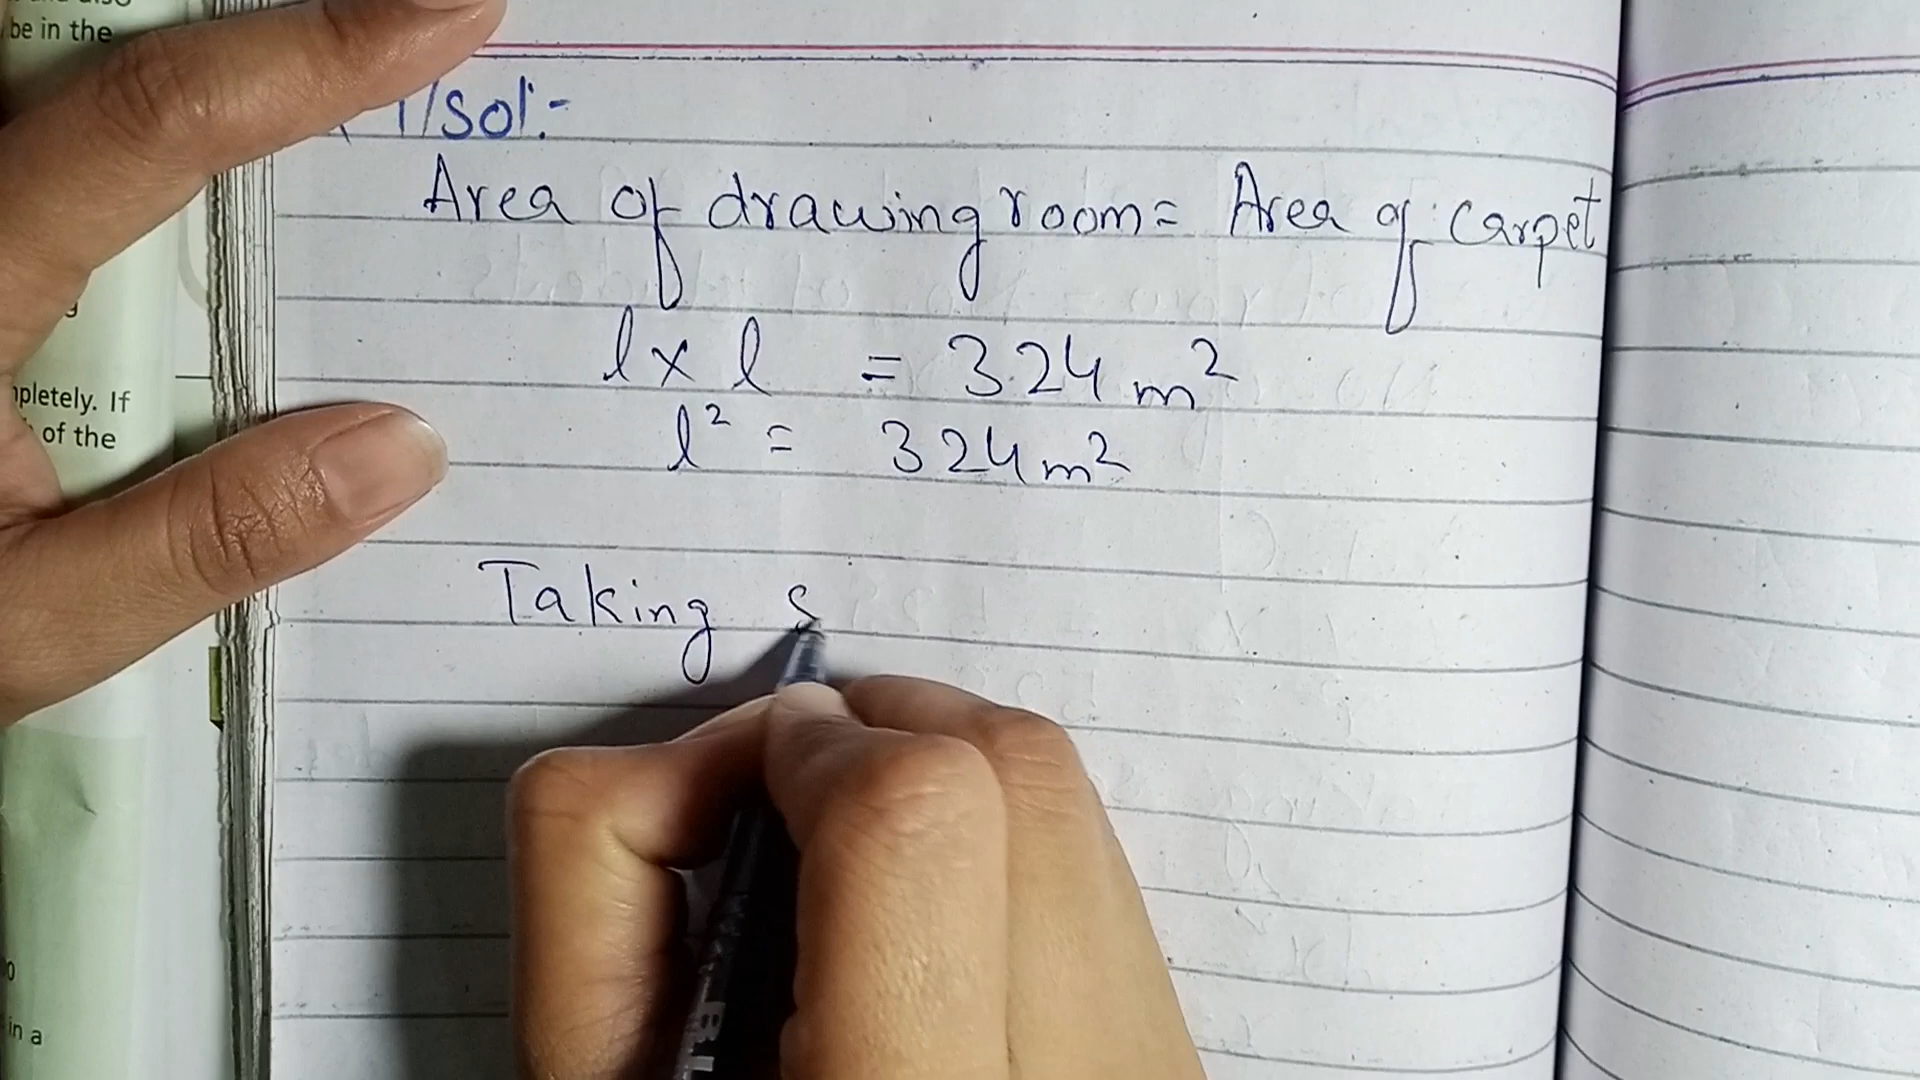 be in the
1/sol:-
Area of drawing room = Area of carpet
l x l = 324 m²
l² = 324 m²
pletely. If
of the
Taking s
in a